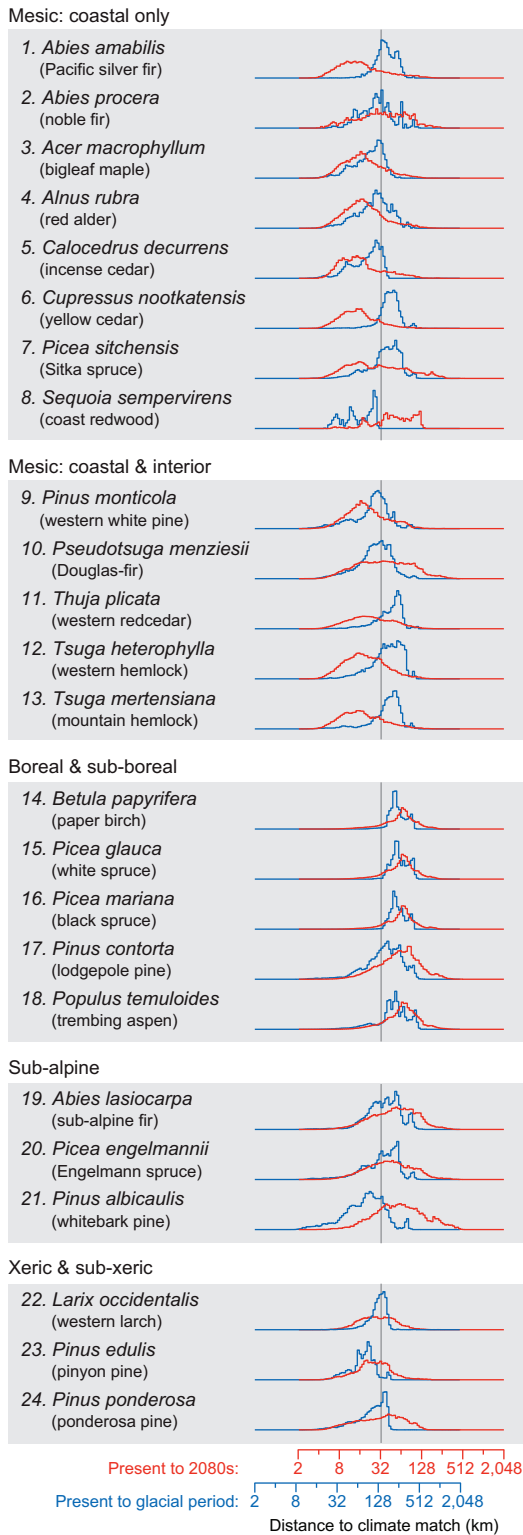 Mesic: coastal only
1. Abies amabilis
(Pacific silver fir)
2. Abies procera
(noble fir)
3. Acer macrophyllum
(bigleaf maple)
4. Alnus rubra
(red alder)
5. Calocedrus decurrens
(incense cedar)
6. Cupressus nootkatensis
(yellow cedar)
7. Picea sitchensis
(Sitka spruce)
8. Sequoia sempervirens
(coast redwood)
Mesic: coastal & interior
9. Pinus monticola
(western white pine)
10. Pseudotsuga menziesii
(Douglas-fir)
11. Thuja plicata
(western redcedar)
12. Tsuga heterophylla
(western hemlock)
13. Tsuga mertensiana
(mountain hemlock)
Boreal & sub-boreal
14. Betula papyrifera
(paper birch)
15. Picea glauca
(white spruce)
16. Picea mariana
(black spruce)
17. Pinus contorta
(lodgepole pine)
18. Populus temuloides
(trembing aspen)
Sub-alpine
19. Abies lasiocarpa
(sub-alpine fir)
20. Picea engelmannii
(Engelmann spruce)
21. Pinus albicaulis
(whitebark pine)
Xeric & sub-xeric
22. Larix occidentalis
(western larch)
23. Pinus edulis
(pinyon pine)
24. Pinus ponderosa
(ponderosa pine)
Present to 2080s: 2 8 32 128 512 2,048
Present to glacial period: 2 8 32 128 512 2,048
Distance to climate match (km)